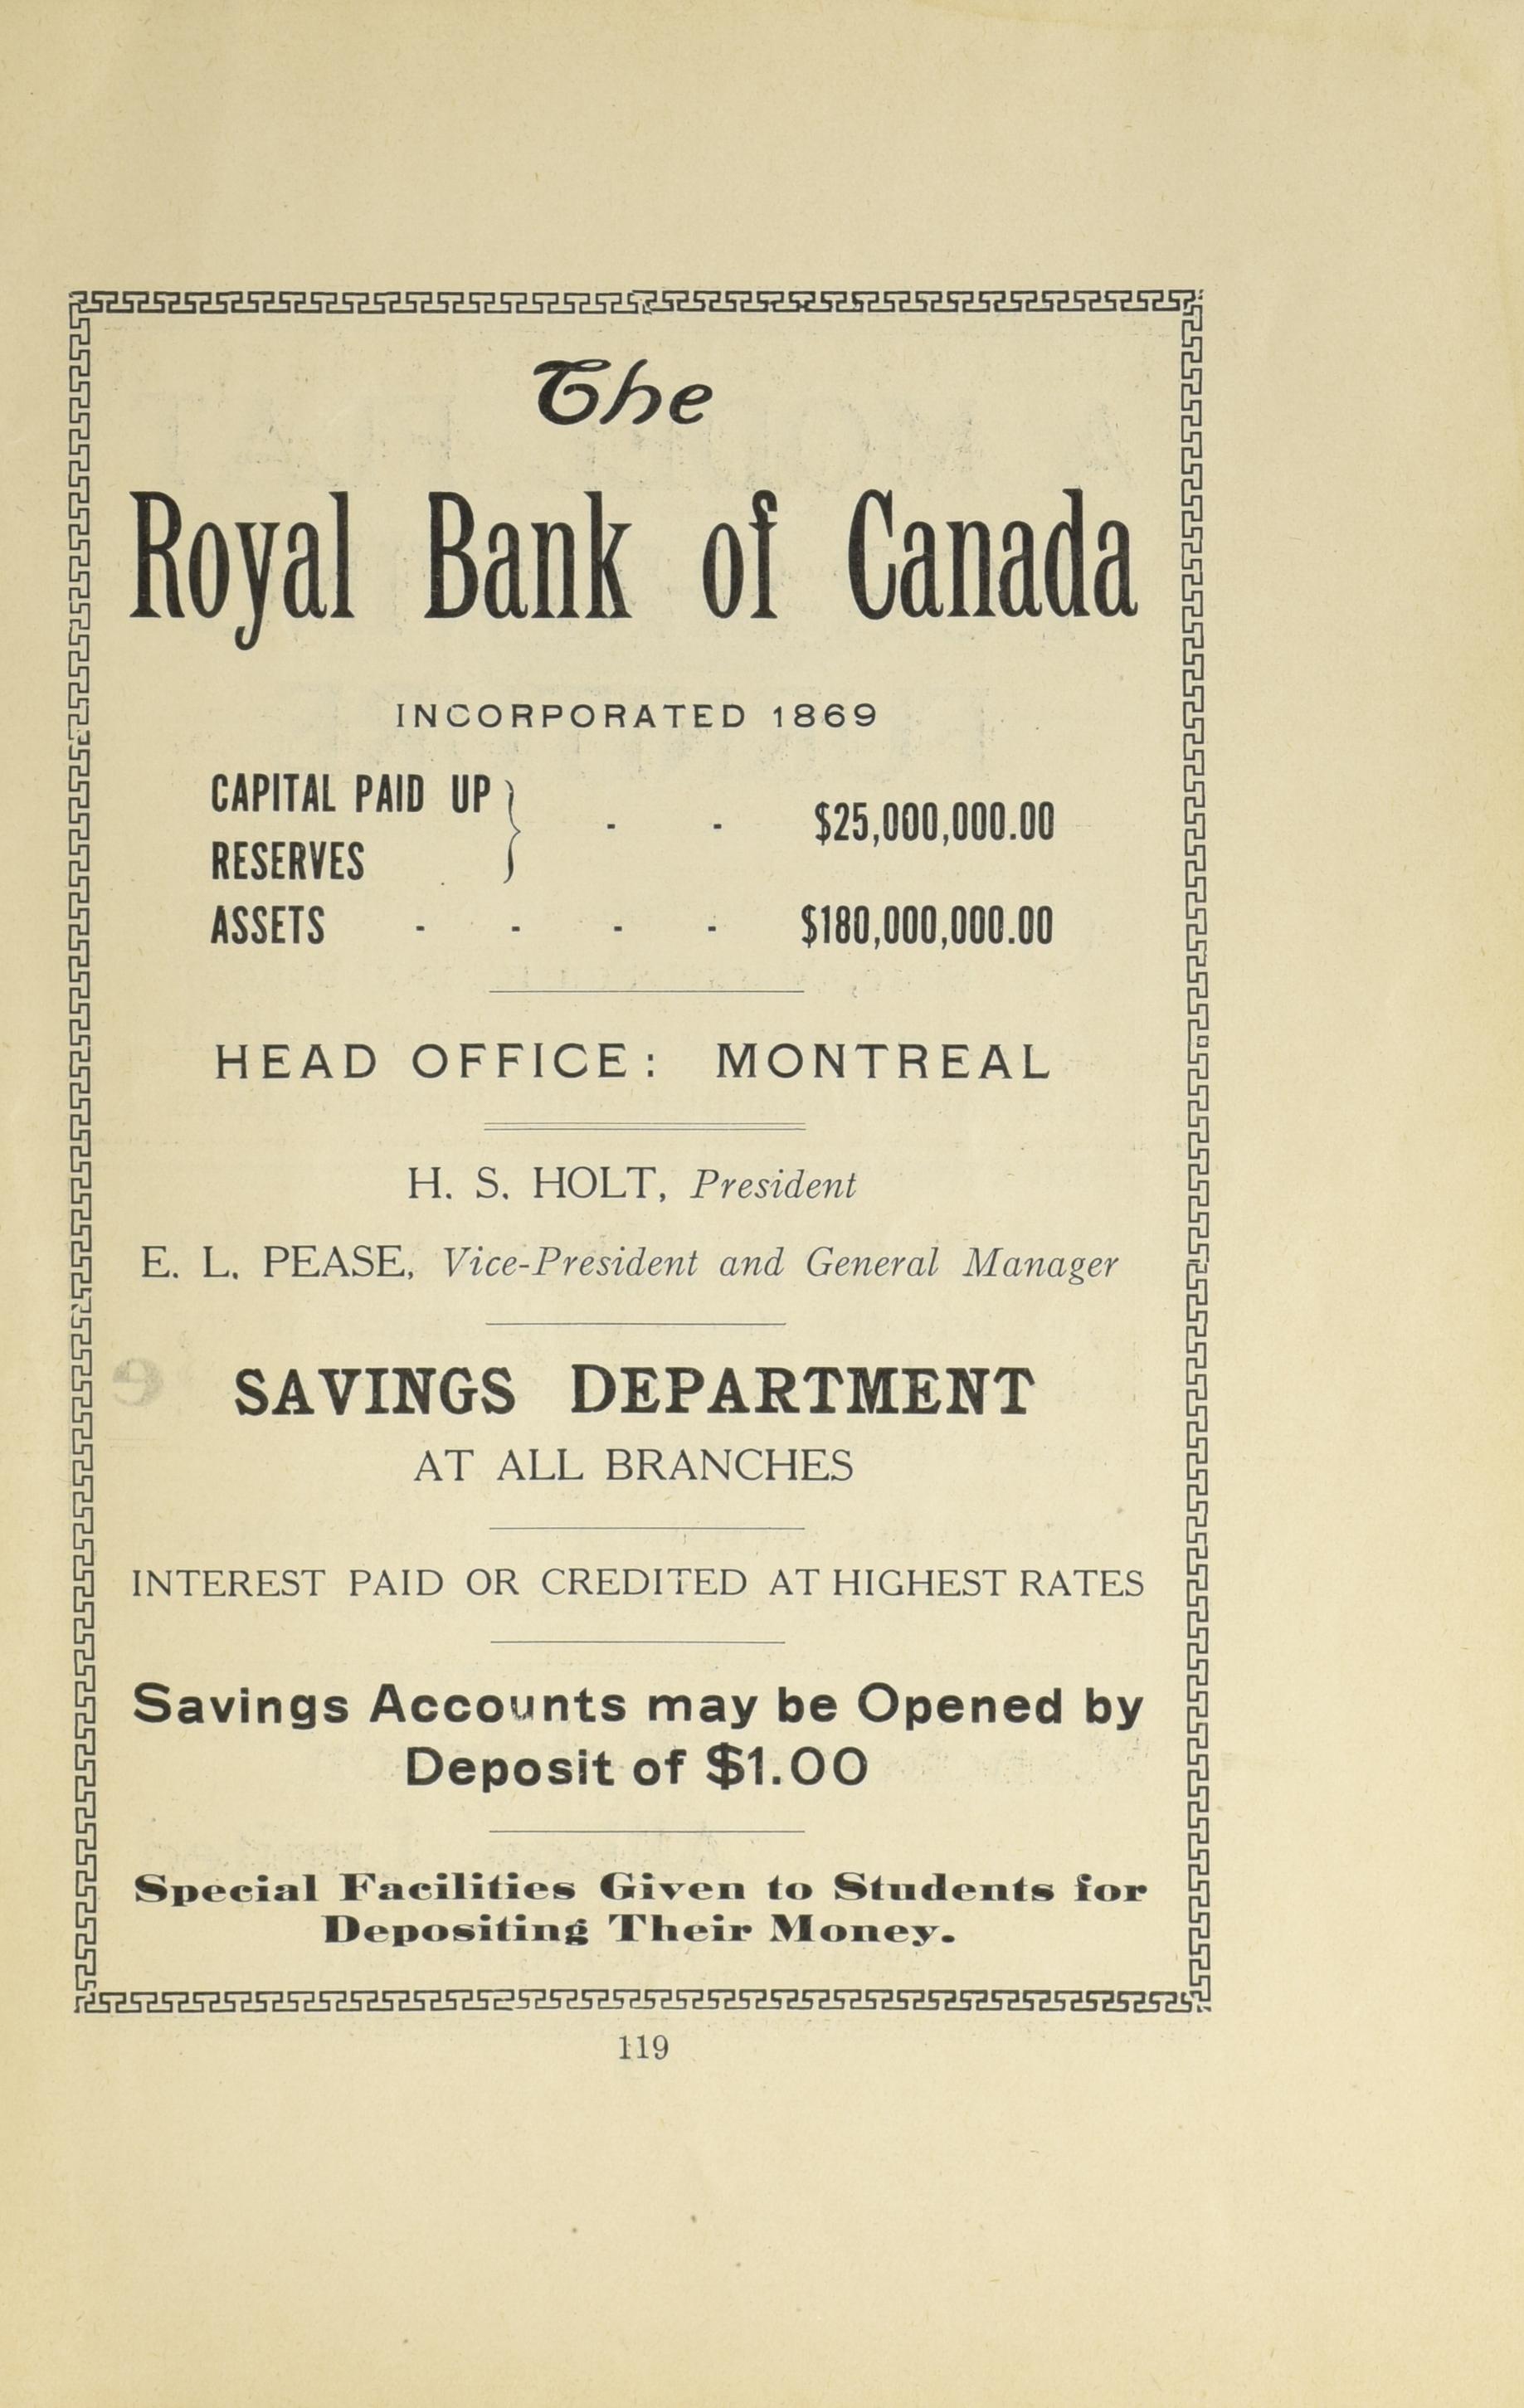 The
Royal Bank of Canada
INCORPORATED 1869
CAPITAL PAID UP
RESERVES } - - $25,000,000.00
ASSETS - - - - $180,000,000.00
HEAD OFFICE: MONTREAL
H. S. HOLT, President
E. L. PEASE, Vice-President and General Manager
SAVINGS DEPARTMENT
AT ALL BRANCHES
INTEREST PAID OR CREDITED AT HIGHEST RATES
Savings Accounts may be Opened by
Deposit of $1.00
Special Facilities Given to Students for
Depositing Their Money.
119